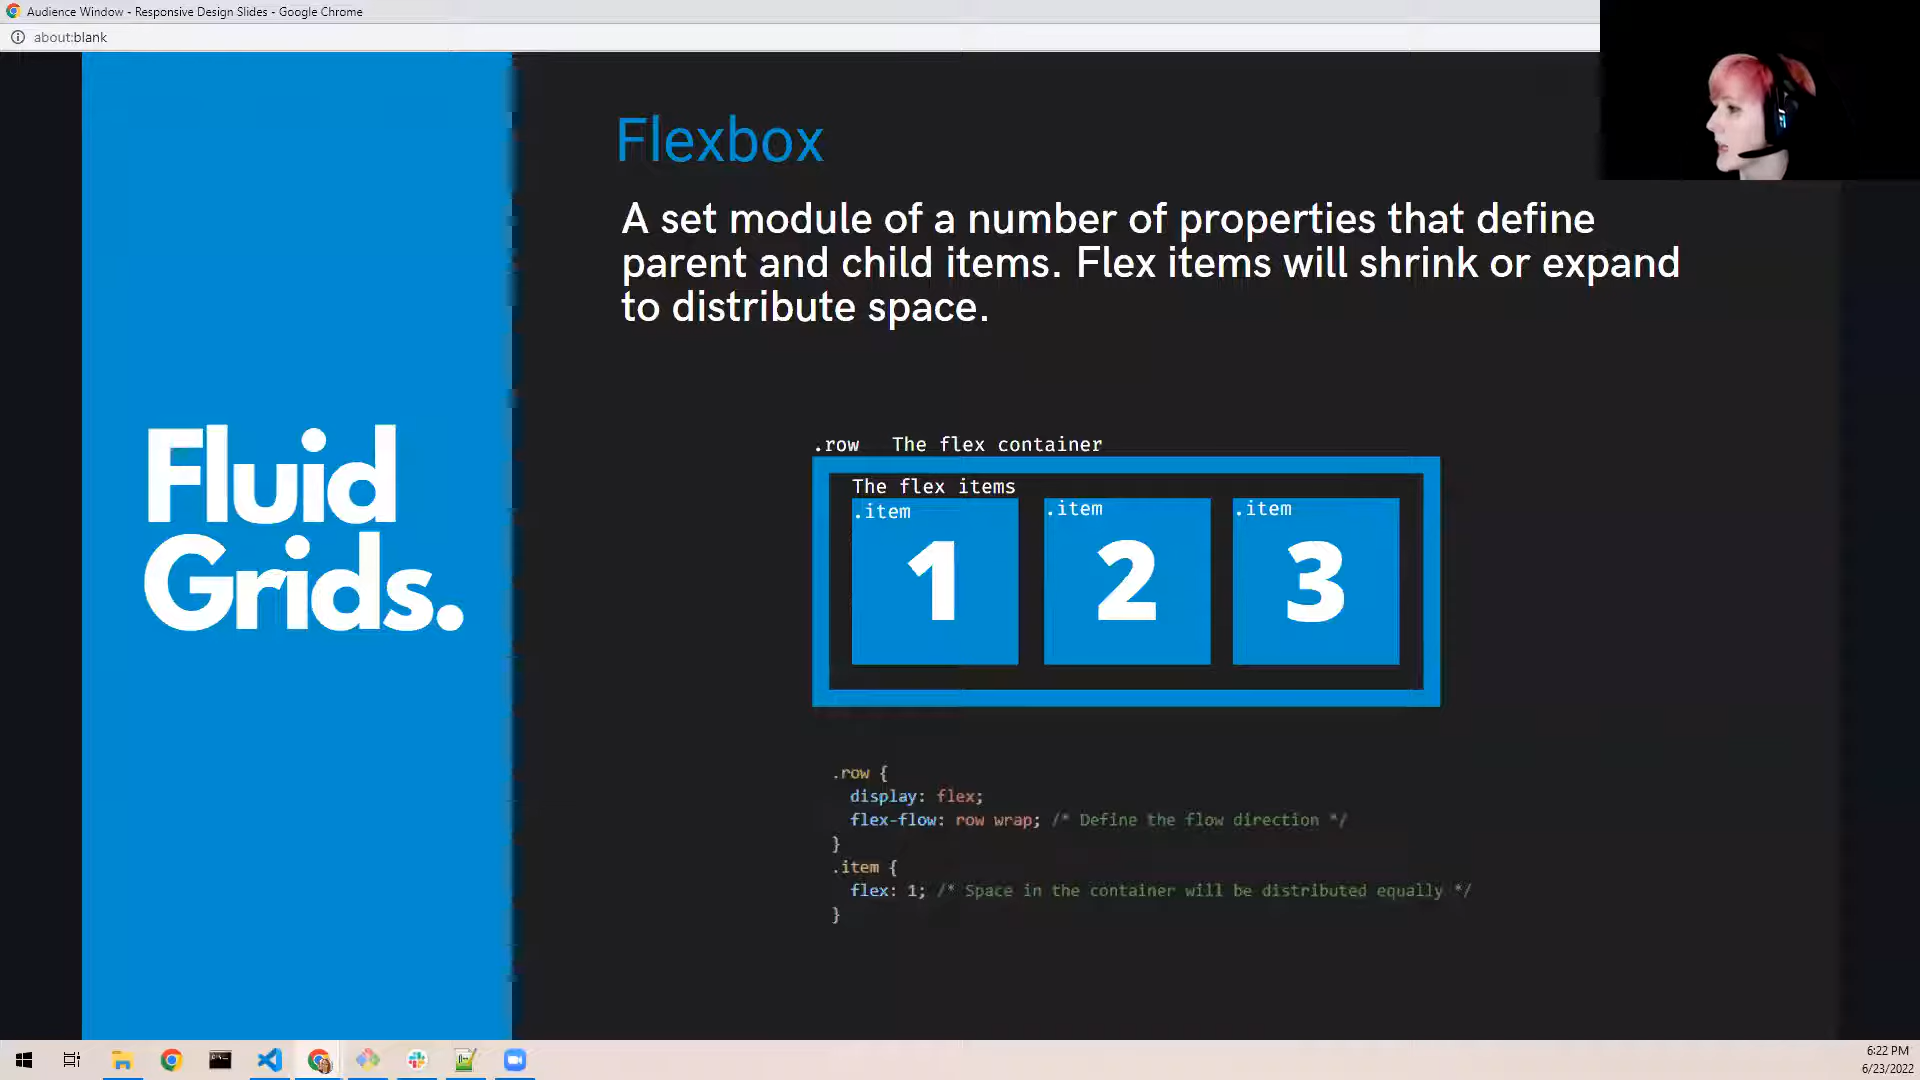 Audience Window - Responsive Design Slides - Google Chrome
about:blank
Flexbox
A set module of a number of properties that define
parent and child items. Flex items will shrink or expand
to distribute space.
Fluid
Grids.
.row The flex container
The flex items
.item .item .item
1 2 3
.row {
display: flex;
flex-flow: row wrap; /* Define the flow direction */
}
.item {
flex: 1; /* Space in the container will be distributed equally */
}
6:22 PM
6/23/2022